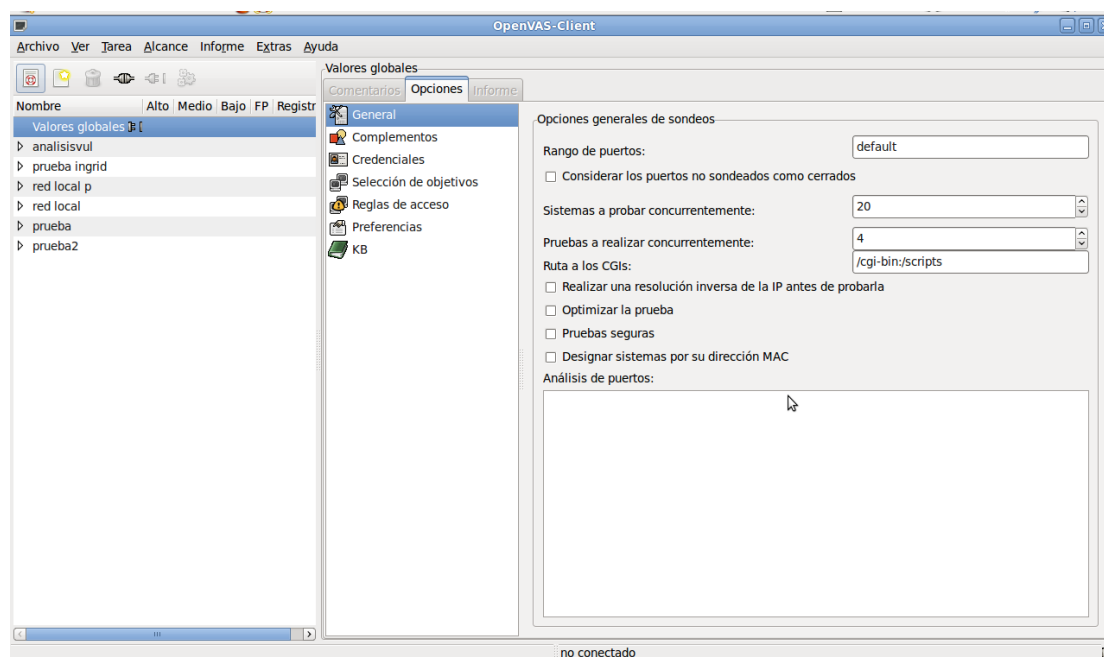 OpenVAS-Client
Archivo Ver Tarea Alcance Informe Extras Ayuda
Valores globales
Comentarios Opciones Informe
Nombre Alto Medio Bajo FP Registr
Valores globales
analisisvul
prueba ingrid
red local p
red local
prueba
prueba2
General
Complementos
Credenciales
Selección de objetivos
Reglas de acceso
Preferencias
KB
Opciones generales de sondeos
Rango de puertos: default
Considerar los puertos no sondeados como cerrados
Sistemas a probar concurrentemente: 20
Pruebas a realizar concurrentemente: 4
Ruta a los CGIs: /cgi-bin:/scripts
Realizar una resolución inversa de la IP antes de probarla
Optimizar la prueba
Pruebas seguras
Designar sistemas por su dirección MAC
Análisis de puertos:
no conectado